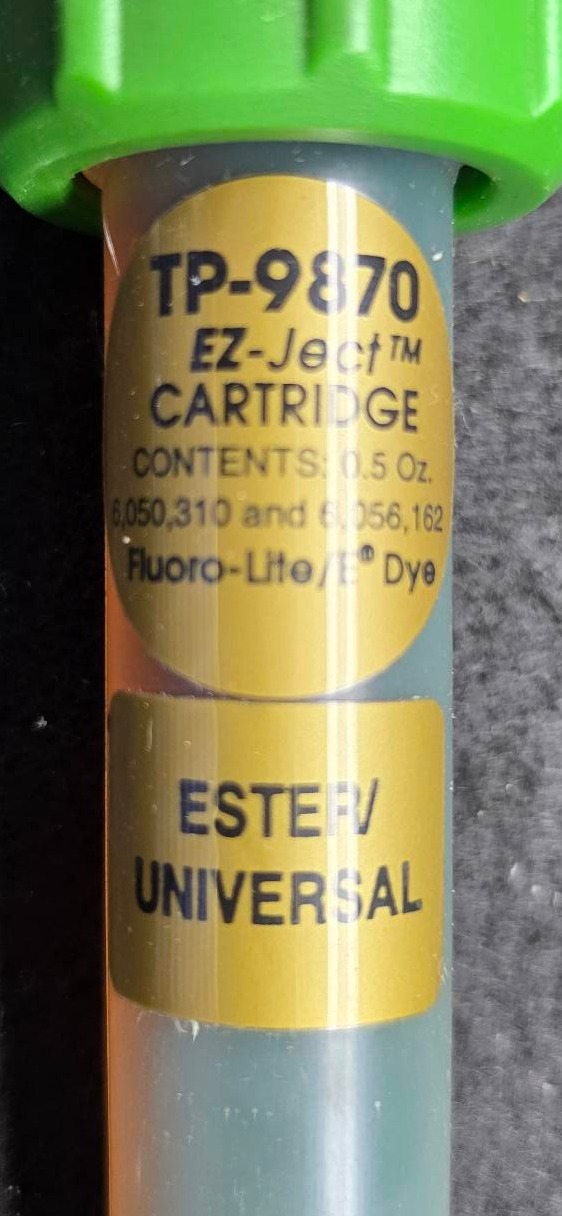 TP-9870
EZ-Ject™
CARTRIDGE
CONTENTS: 0.5 Oz.
6,050,310 and 6,056,162
Fluoro-Lite/E® Dye
ESTER/
UNIVERSAL